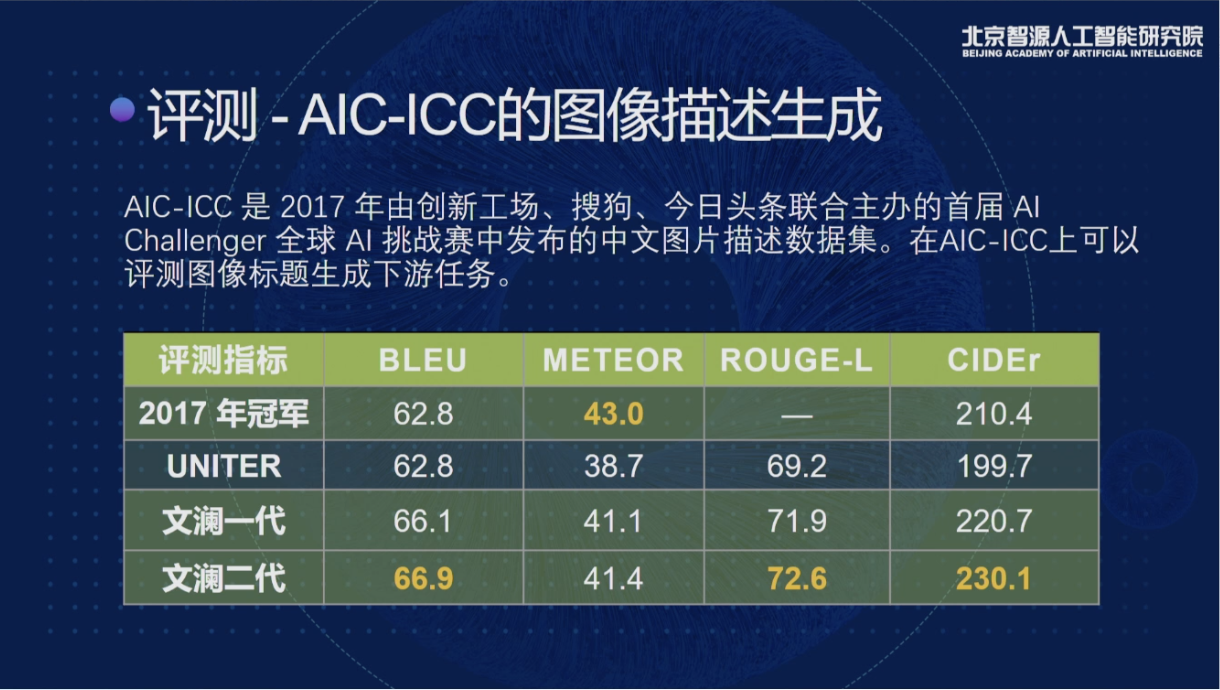 北京智源人工智能研究院
BEIJING ACADEMY OF ARTIFICIAL INTELLIGENCE
评测 - AIC-ICC的图像描述生成
AIC-ICC 是 2017 年由创新工场、搜狗、今日头条联合主办的首届 AI
Challenger 全球 AI 挑战赛中发布的中文图片描述数据集。在AIC-ICC上可以
评测图像标题生成下游任务。
评测指标 BLEU METEOR ROUGE-L CIDEr
2017 年冠军 62.8 43.0 — 210.4
UNITER 62.8 38.7 69.2 199.7
文澜一代 66.1 41.1 71.9 220.7
文澜二代 66.9 41.4 72.6 230.1